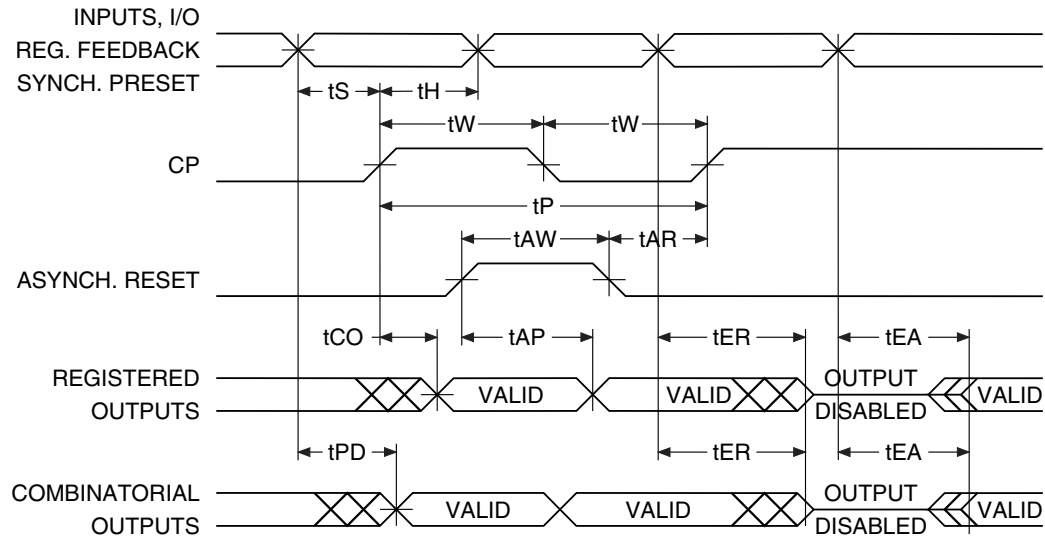 INPUTS, I/O
REG. FEEDBACK
SYNCH. PRESET
tS tH
tW tW
CP
tP
tAW tAR
ASYNCH. RESET
tCO tAP tER tEA
REGISTERED
OUTPUTS
VALID VALID OUTPUT
DISABLED VALID
tPD tER tEA
COMBINATORIAL
OUTPUTS
VALID VALID OUTPUT
DISABLED VALID